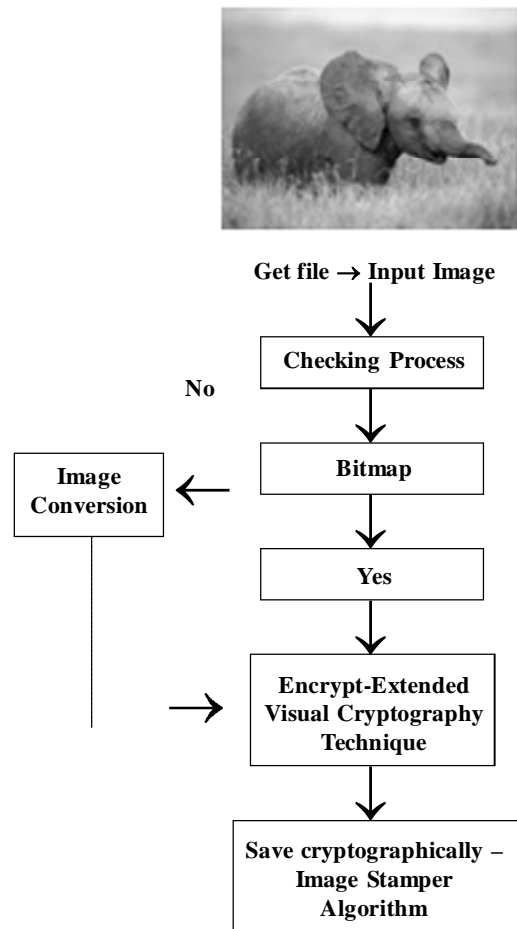 Get file → Input Image
Checking Process
No
Bitmap
Image
Conversion
Yes
Encrypt-Extended
Visual Cryptography
Technique
Save cryptographically –
Image Stamper
Algorithm